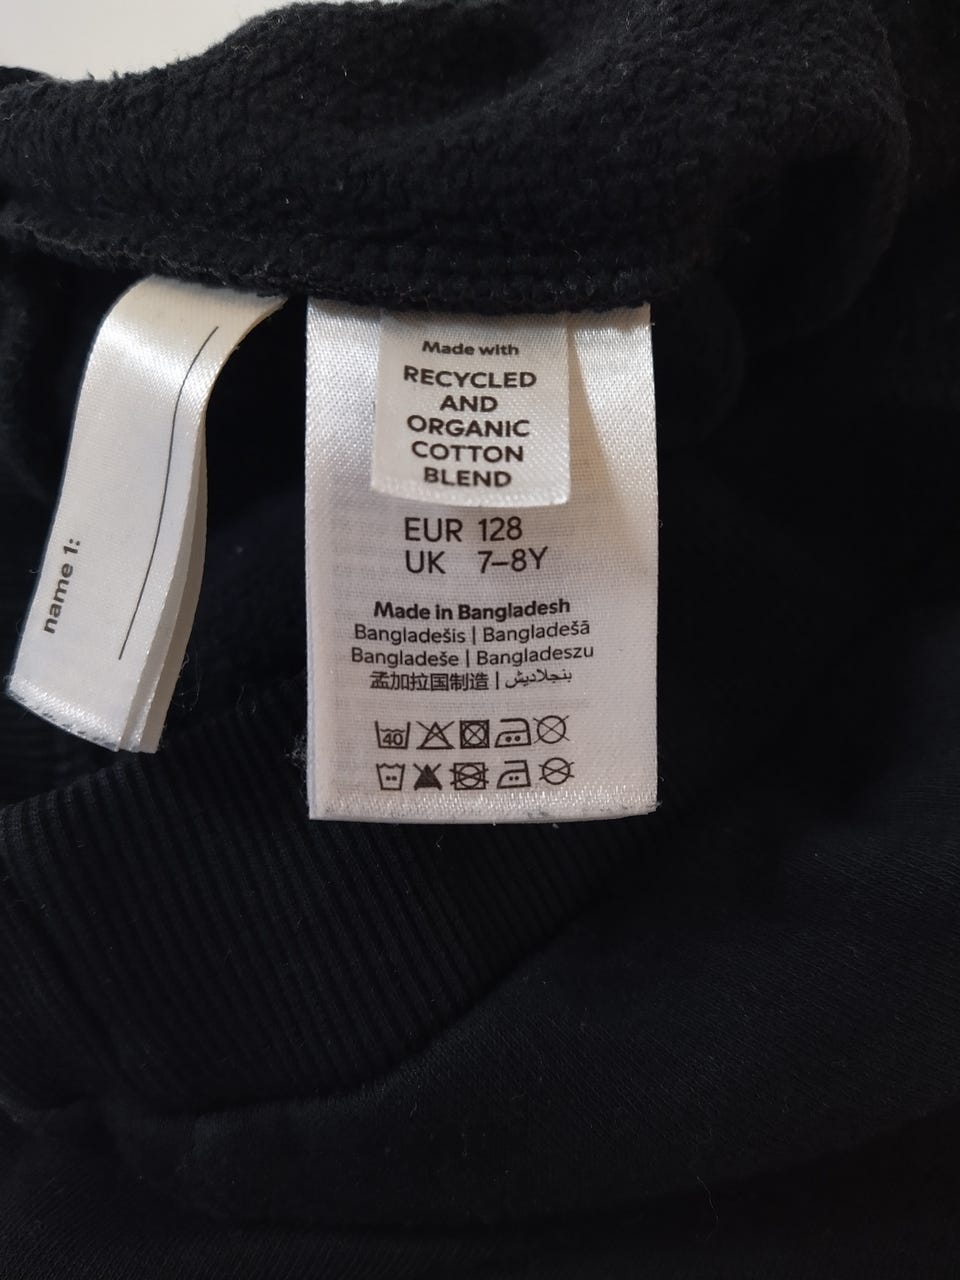 name 1:
Made with
RECYCLED
AND
ORGANIC
COTTON
BLEND
EUR 128
UK 7–8Y
Made in Bangladesh
Bangladešis | Bangladešā
Bangladeše | Bangladeszu
孟加拉国制造 | بنجلاديش
40